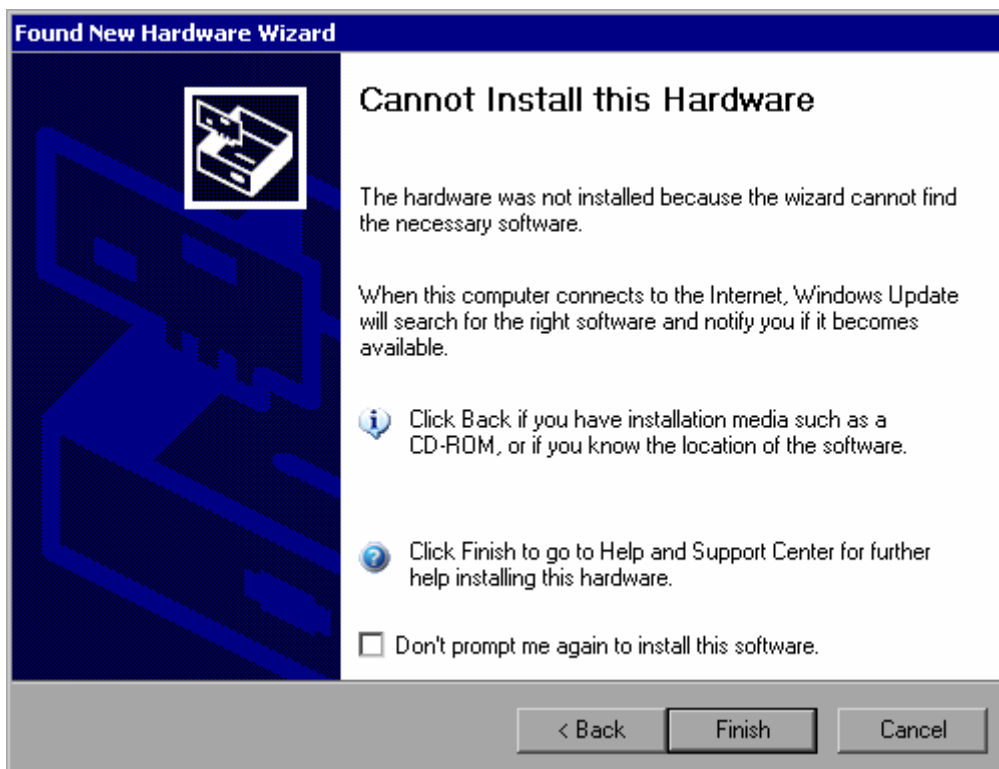 Found New Hardware Wizard
Cannot Install this Hardware
The hardware was not installed because the wizard cannot find
the necessary software.
When this computer connects to the Internet, Windows Update
will search for the right software and notify you if it becomes
available.
Click Back if you have installation media such as a
CD-ROM, or if you know the location of the software.
Click Finish to go to Help and Support Center for further
help installing this hardware.
Don't prompt me again to install this software.
< Back Finish Cancel